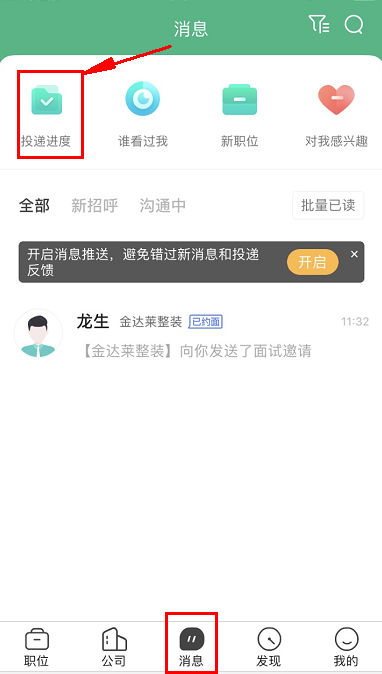 消息
投递进度 谁看过我 新职位 对我感兴趣
全部 新招呼 沟通中 批量已读
开启消息推送，避免错过新消息和投递
反馈
开启 ×
龙生 金达莱整装 已约面 11:32
【金达莱整装】向你发送了面试邀请
职位 公司 消息 发现 我的